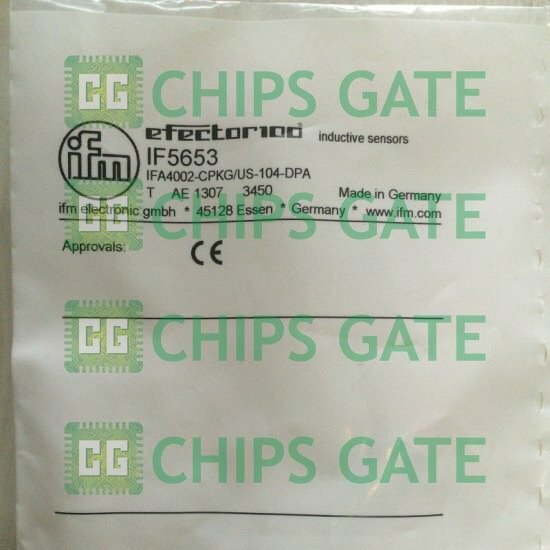 CG CHIPS GATE
ifm
efector100 inductive sensors
IF5653
IFA4002-CPKG/US-104-DPA
T AE 1307 3450 Made in Germany
CG CHIPS GATE
ifm electronic gmbh * 45128 Essen * Germany * www.ifm.com
Approvals: CE
CG CHIPS GATE
CG CHIPS GATE